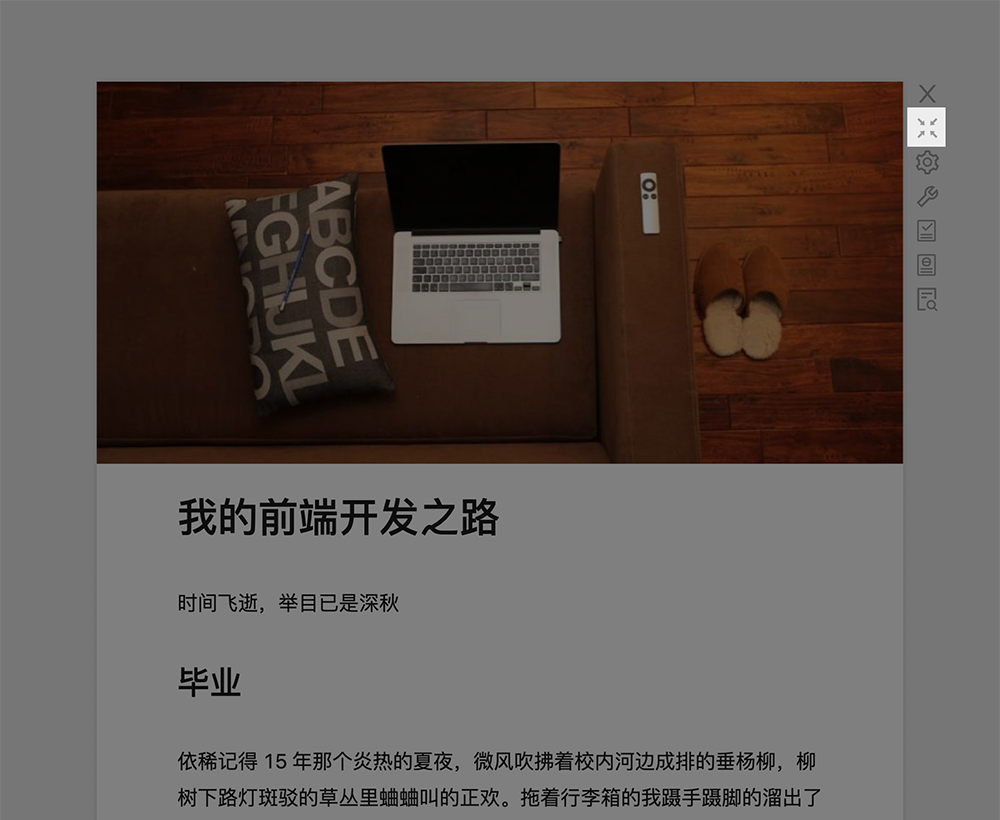 ABCDE
FGHIJKL
我的前端开发之路
时间飞逝，举目已是深秋
毕业
依稀记得 15 年那个炎热的夏夜，微风吹拂着校内河边成排的垂杨柳，柳
树下路灯斑驳的草丛里蛐蛐叫的正欢。拖着行李箱的我蹑手蹑脚的溜出了